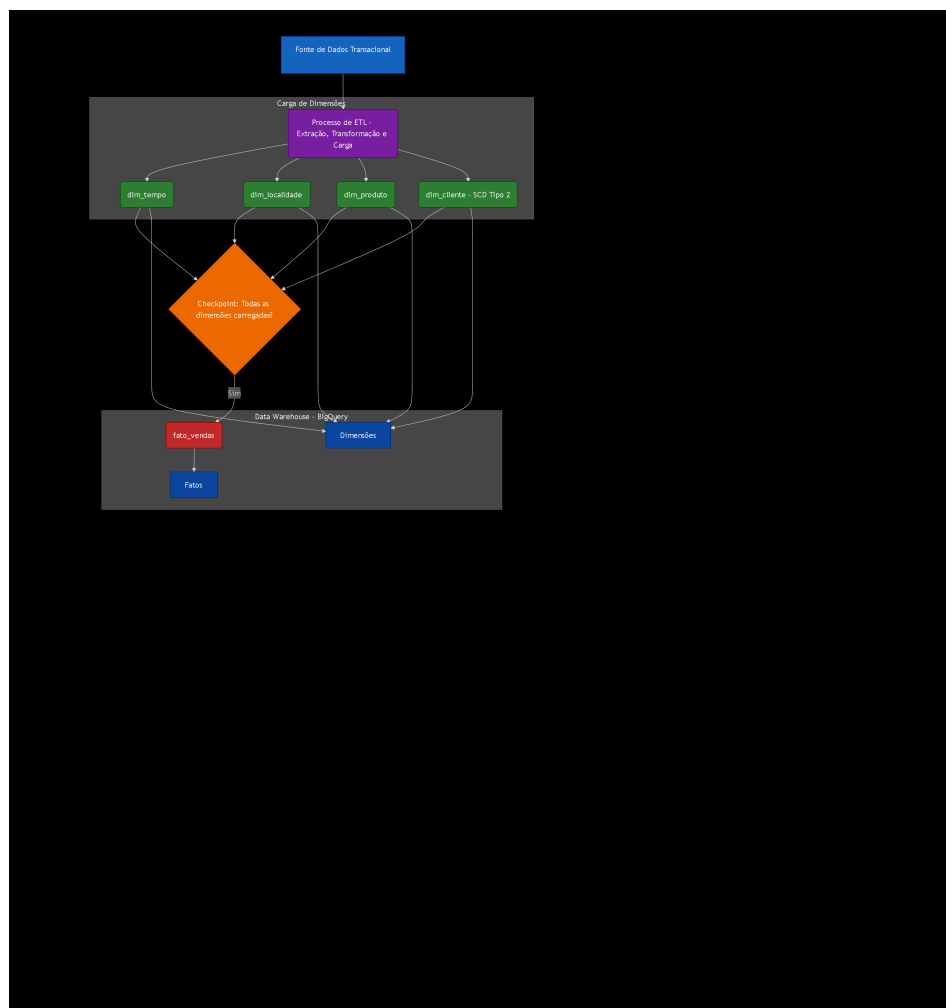 Fonte de Dados Transacional
Carga de Dimensões
Processo de ETL -
Extração, Transformação e
Carga
dim_tempo
dim_localidade
dim_produto
dim_cliente - SCD Tipo 2
Checkpoint: Todas as
dimensões carregadas?
Sim
Data Warehouse - BigQuery
fato_vendas
Dimensões
Fatos